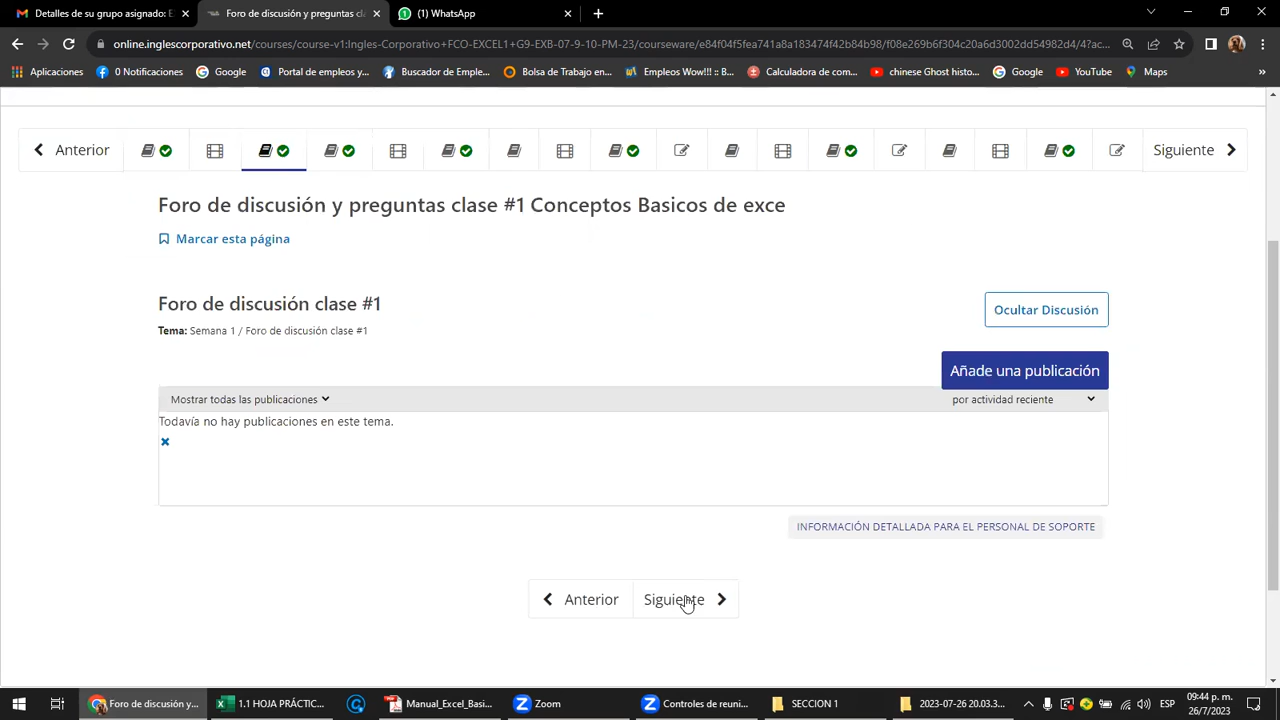 Detalles de su grupo asignado: E
Foro de discusión y preguntas cl
(1) WhatsApp
online.inglescorporativo.net/courses/course-v1:Ingles-Corporativo+FCO-EXCEL1+G9-EXB-07-9-10-PM-23/courseware/e84f04f5fea741a8a183474f42b84b98/f08e269b6f304c20a6d3002dd54982d4/4?ac...
Aplicaciones
0 Notificaciones
Google
Portal de empleos y...
Buscador de Emple...
Bolsa de Trabajo en...
Empleos Wow!!! :: B...
Calculadora de com...
chinese Ghost histo...
Google
YouTube
Maps
»
Anterior
Siguiente
Foro de discusión y preguntas clase #1 Conceptos Basicos de exce
Marcar esta página
Foro de discusión clase #1
Ocultar Discusión
Tema: Semana 1 / Foro de discusión clase #1
Añade una publicación
Mostrar todas las publicaciones
por actividad reciente
Todavía no hay publicaciones en este tema.
INFORMACIÓN DETALLADA PARA EL PERSONAL DE SOPORTE
Anterior
Siguiente
Foro de discusión y...
1.1 HOJA PRÁCTIC...
Manual_Excel_Basi...
Zoom
Controles de reuni...
SECCION 1
2023-07-26 20.03.3...
ESP
09:44 p. m.
26/7/2023